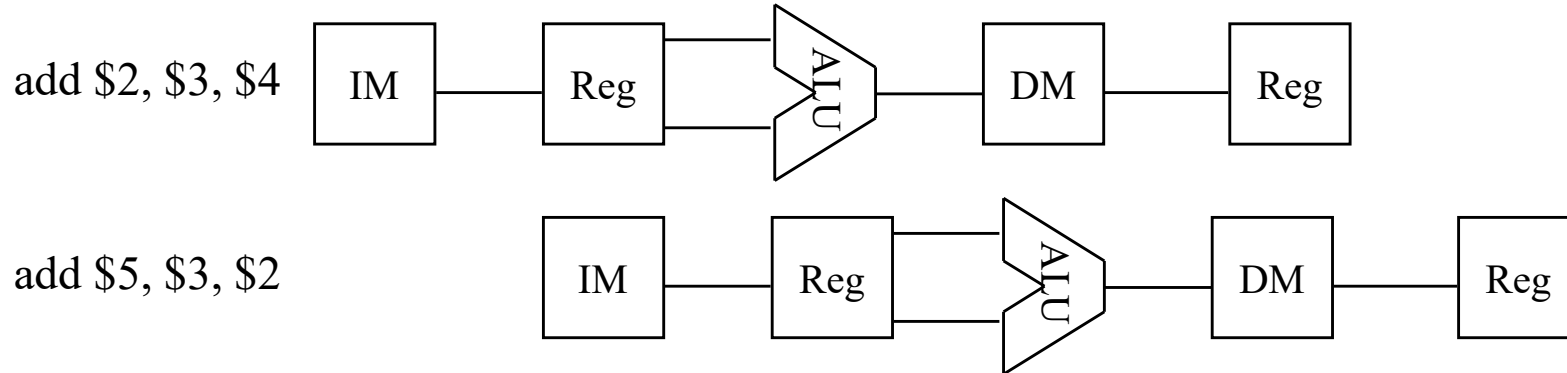 add $2, $3, $4 IM Reg ALU DM Reg
add $5, $3, $2 IM Reg ALU DM Reg